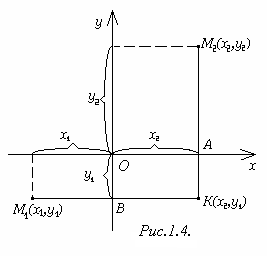 y
M₂(x₂,y₂)
y₂
x₁ x₂ A
O x
y₁
M₁(x₁,y₁) B K(x₂,y₁)
Рис.1.4.